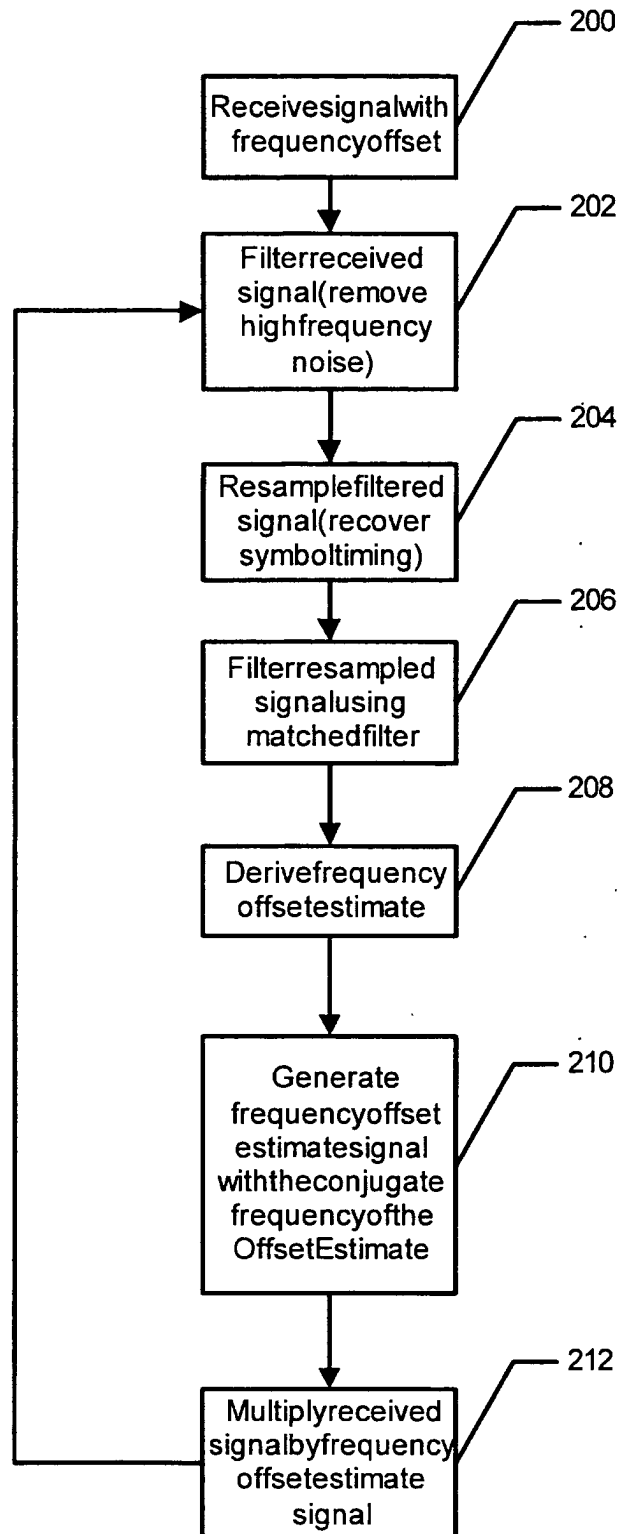 200
Receivesignalwith
frequencyoffset
202
Filterreceived
signal(remove
highfrequency
noise)
204
Resamplefiltered
signal(recover
symboltiming)
206
Filterresampled
signalusing
matchedfilter
208
Derivefrequency
offsetestimate
210
Generate
frequencyoffset
estimatesignal
withtheconjugate
frequencyofthe
OffsetEstimate
212
Multiplyreceived
signalbyfrequency
offsetestimate
signal